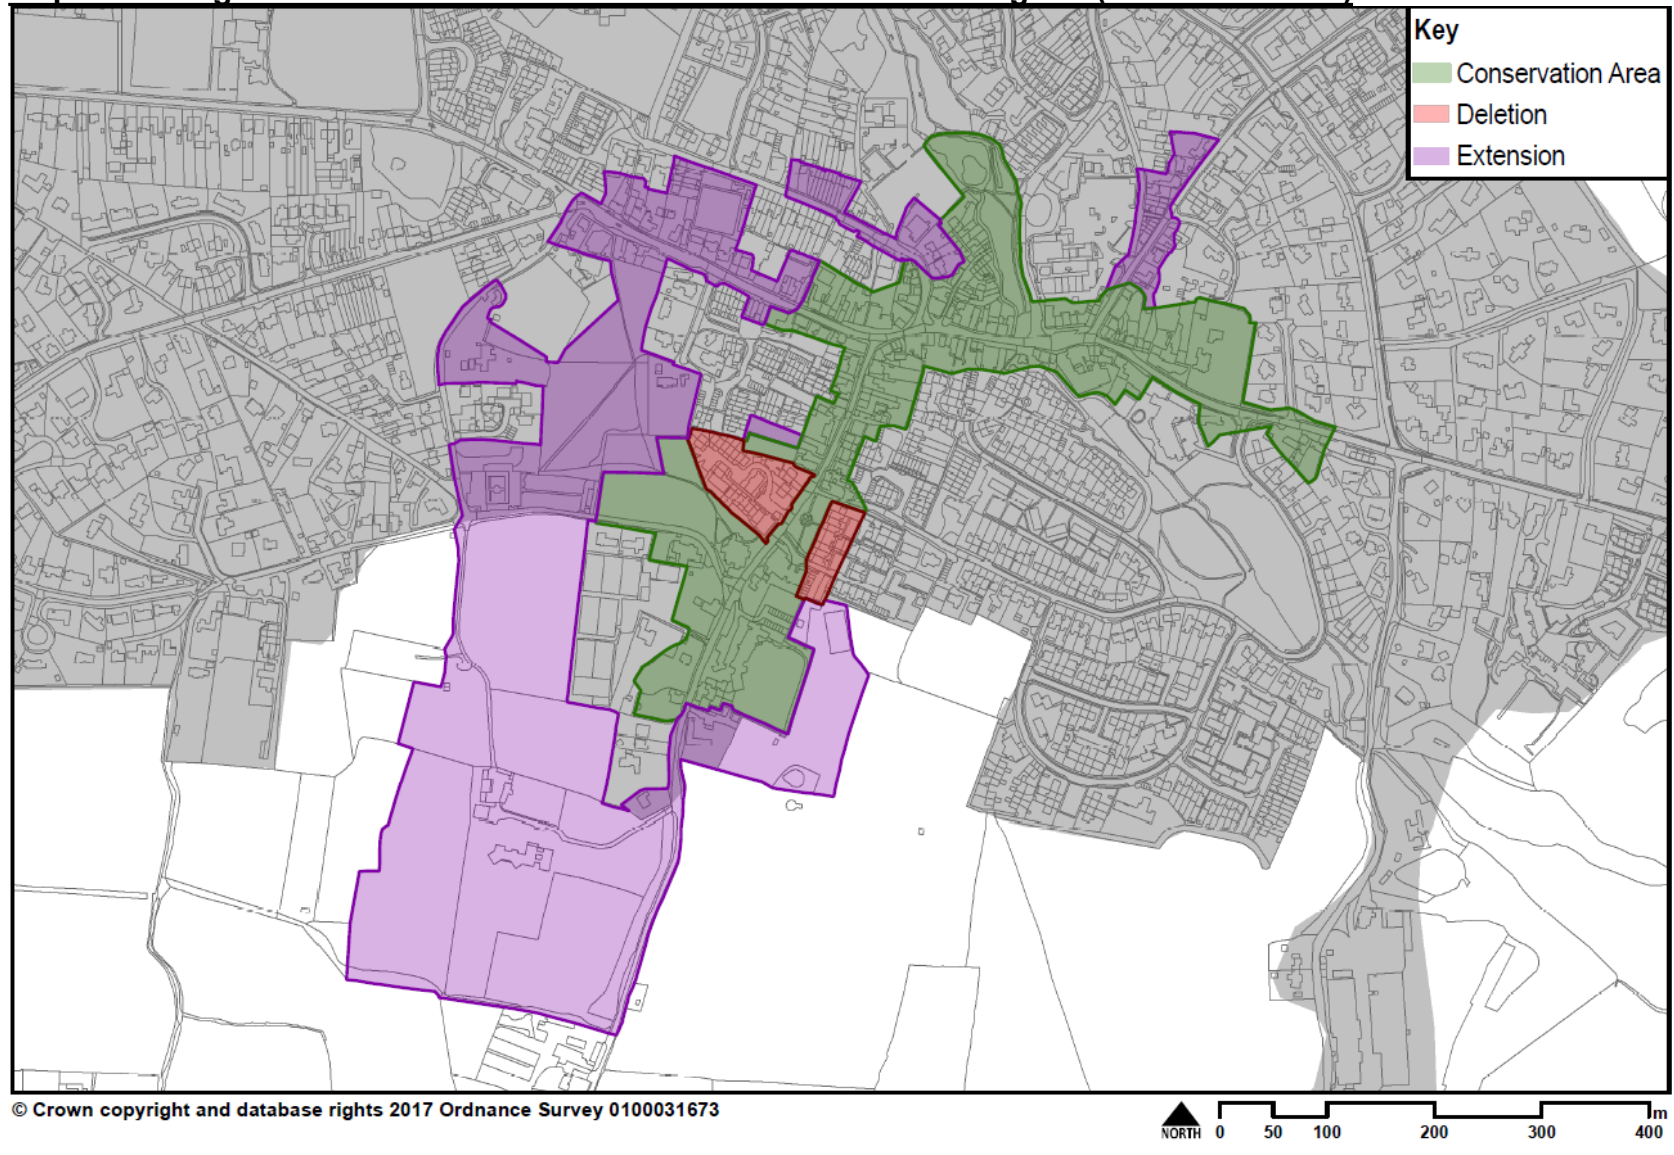 Key
Conservation Area
Deletion
Extension
© Crown copyright and database rights 2017 Ordnance Survey 0100031673
NORTH 0 50 100 200 300 400 m